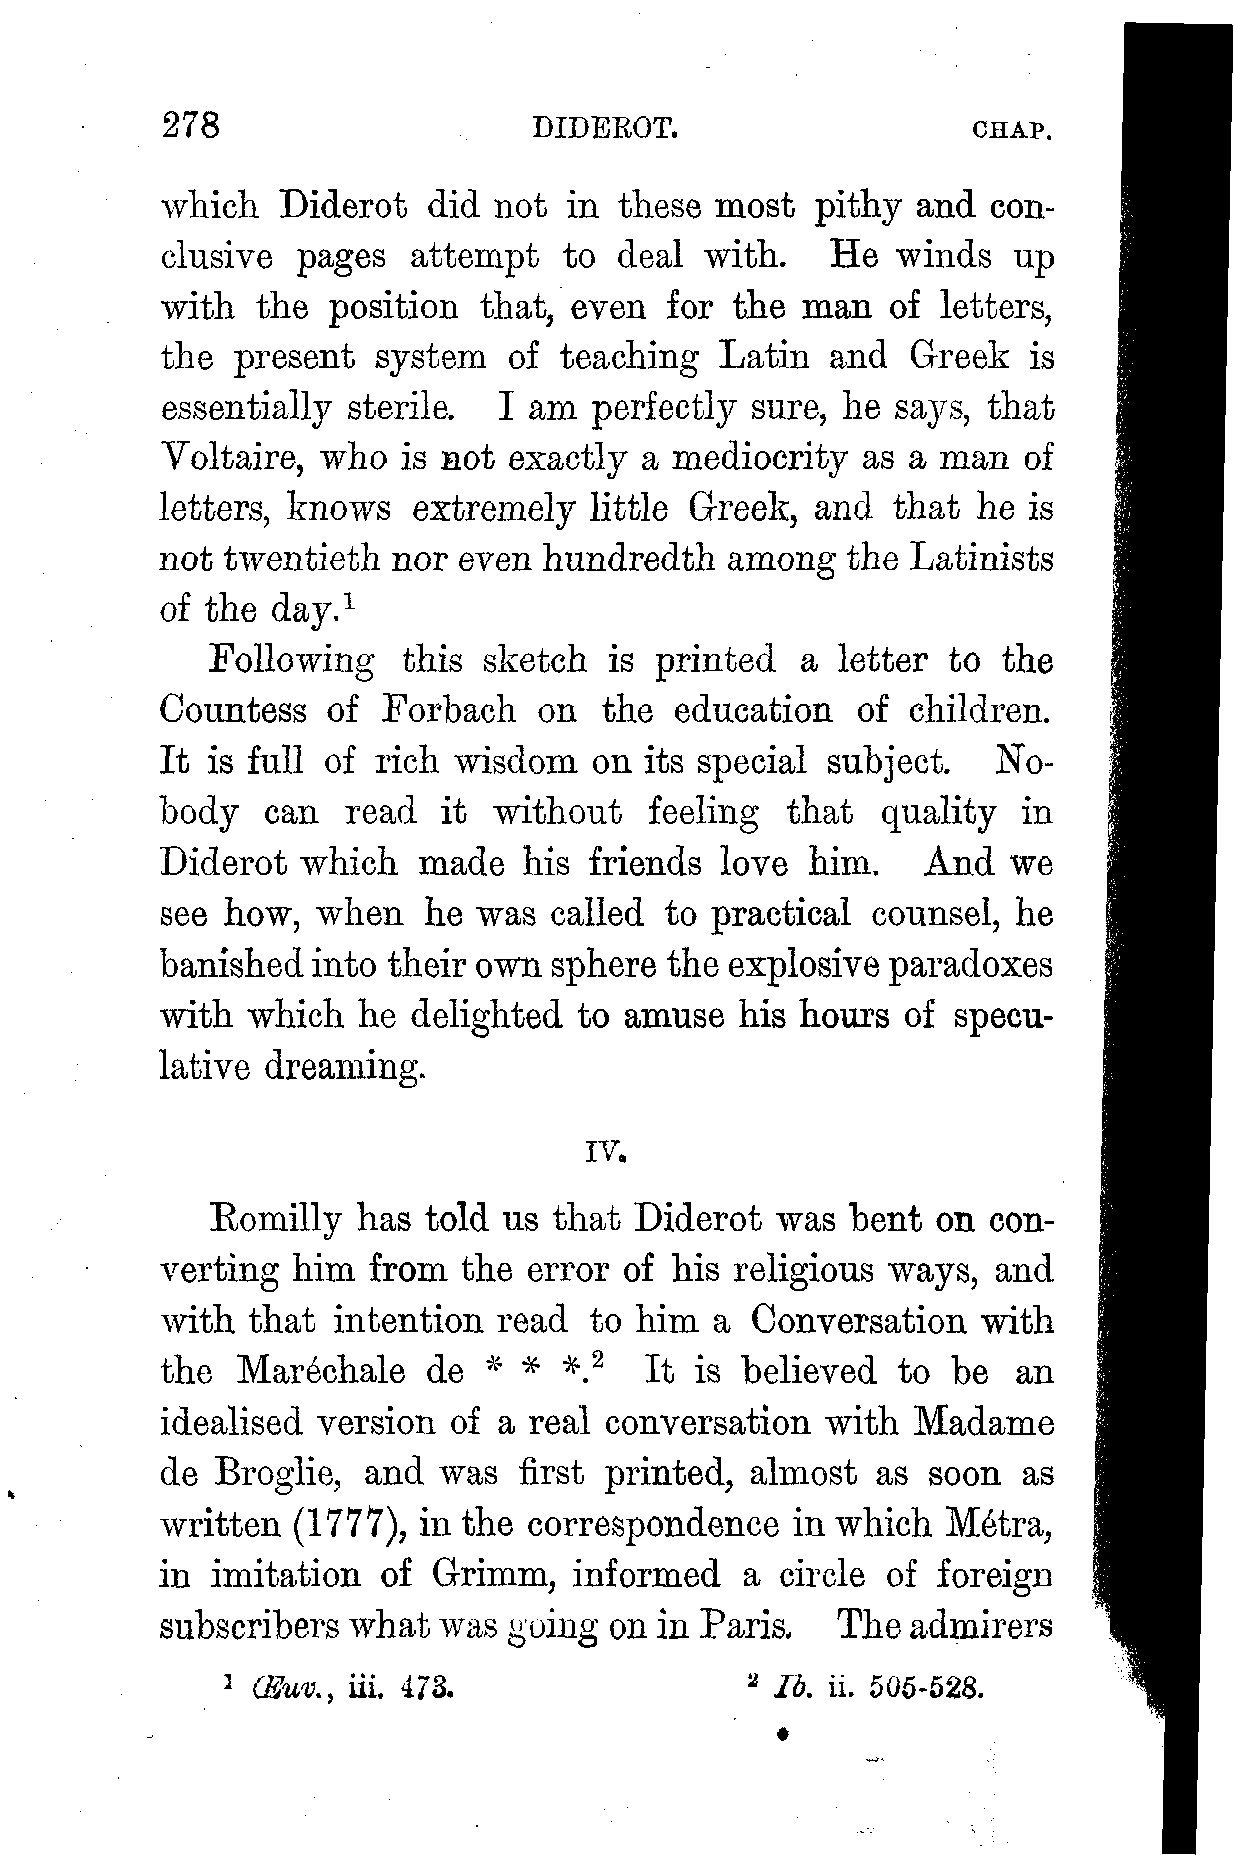 278 DIDEROT. CHAP.
which Diderot did not in these most pithy and con-
clusive pages attempt to deal with. He winds up
with the position that, even for the man of letters,
the present system of teaching Latin and Greek is
essentially sterile. I am perfectly sure, he says, that
Voltaire, who is not exactly a mediocrity as a man of
letters, knows extremely little Greek, and that he is
not twentieth nor even hundredth among the Latinists
of the day.¹
Following this sketch is printed a letter to the
Countess of Forbach on the education of children.
It is full of rich wisdom on its special subject. No-
body can read it without feeling that quality in
Diderot which made his friends love him. And we
see how, when he was called to practical counsel, he
banished into their own sphere the explosive paradoxes
with which he delighted to amuse his hours of specu-
lative dreaming.
IV.
Romilly has told us that Diderot was bent on con-
verting him from the error of his religious ways, and
with that intention read to him a Conversation with
the Maréchale de * * *.² It is believed to be an
idealised version of a real conversation with Madame
de Broglie, and was first printed, almost as soon as
written (1777), in the correspondence in which Métra,
in imitation of Grimm, informed a circle of foreign
subscribers what was going on in Paris. The admirers
¹ Œuv., iii. 473. ² Ib. ii. 505-528.